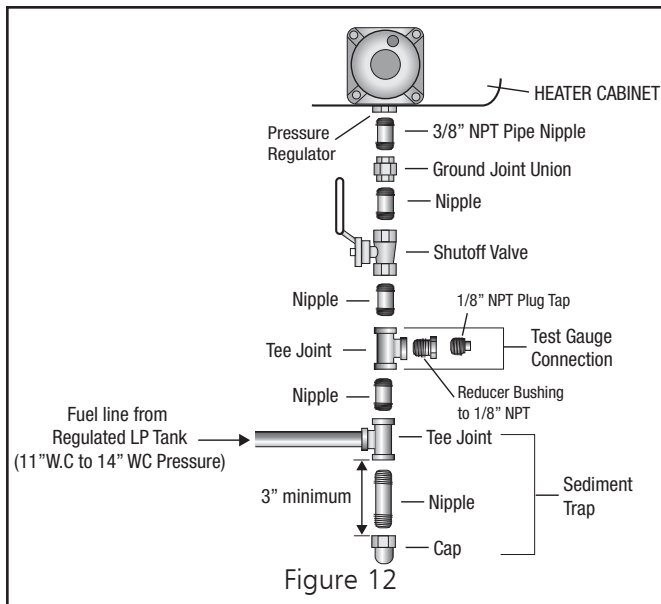 HEATER CABINET
Pressure
Regulator
3/8” NPT Pipe Nipple
Ground Joint Union
Nipple
Shutoff Valve
Nipple
1/8” NPT Plug Tap
Tee Joint
Test Gauge
Connection
Nipple
Reducer Bushing
to 1/8” NPT
Fuel line from
Regulated LP Tank
(11”W.C to 14” WC Pressure)
Tee Joint
3” minimum
Nipple
Sediment
Trap
Cap
Figure 12